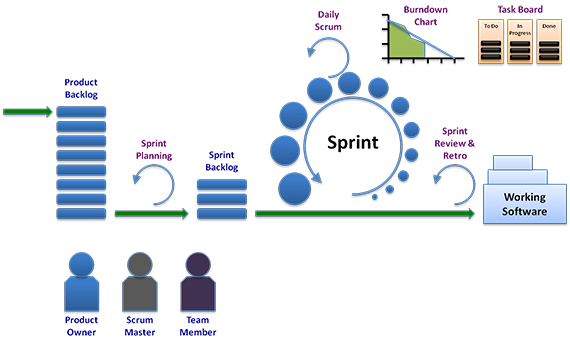 Daily
Scrum
Burndown
Chart
Task Board
To Do
In
Progress
Done
Product
Backlog
Sprint
Planning
Sprint
Backlog
Sprint
Sprint
Review &
Retro
Working
Software
Product
Owner
Scrum
Master
Team
Member